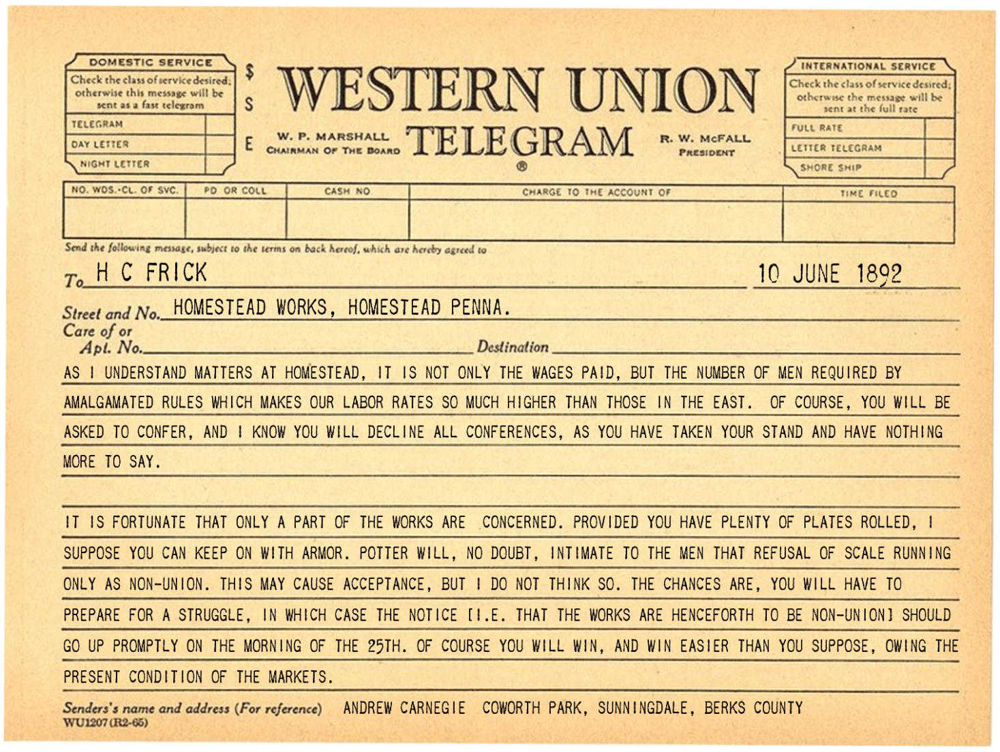 DOMESTIC SERVICE
Check the class of service desired;
otherwise this message will be
sent as a fast telegram
TELEGRAM
DAY LETTER
NIGHT LETTER
$
S
E
WESTERN UNION
TELEGRAM
®
W. P. MARSHALL
CHAIRMAN OF THE BOARD
R. W. McFALL
PRESIDENT
INTERNATIONAL SERVICE
Check the class of service desired;
otherwise the message will be
sent at the full rate
FULL RATE
LETTER TELEGRAM
SHORE SHIP
NO. WDS.-CL. OF SVC. PD OR COLL CASH NO CHARGE TO THE ACCOUNT OF TIME FILED
Send the following message, subject to the terms on back hereof, which are hereby agreed to
To H C FRICK 10 JUNE 1892
Street and No. HOMESTEAD WORKS, HOMESTEAD PENNA.
Care of or
Apt. No. Destination
AS I UNDERSTAND MATTERS AT HOMESTEAD, IT IS NOT ONLY THE WAGES PAID, BUT THE NUMBER OF MEN REQUIRED BY
AMALGAMATED RULES WHICH MAKES OUR LABOR RATES SO MUCH HIGHER THAN THOSE IN THE EAST. OF COURSE, YOU WILL BE
ASKED TO CONFER, AND I KNOW YOU WILL DECLINE ALL CONFERENCES, AS YOU HAVE TAKEN YOUR STAND AND HAVE NOTHING
MORE TO SAY.
IT IS FORTUNATE THAT ONLY A PART OF THE WORKS ARE CONCERNED. PROVIDED YOU HAVE PLENTY OF PLATES ROLLED, I
SUPPOSE YOU CAN KEEP ON WITH ARMOR. POTTER WILL, NO DOUBT, INTIMATE TO THE MEN THAT REFUSAL OF SCALE RUNNING
ONLY AS NON-UNION. THIS MAY CAUSE ACCEPTANCE, BUT I DO NOT THINK SO. THE CHANCES ARE, YOU WILL HAVE TO
PREPARE FOR A STRUGGLE, IN WHICH CASE THE NOTICE [I.E. THAT THE WORKS ARE HENCEFORTH TO BE NON-UNION] SHOULD
GO UP PROMPTLY ON THE MORNING OF THE 25TH. OF COURSE YOU WILL WIN, AND WIN EASIER THAN YOU SUPPOSE, OWING THE
PRESENT CONDITION OF THE MARKETS.
Senders's name and address (For reference) ANDREW CARNEGIE COWORTH PARK, SUNNINGDALE, BERKS COUNTY
WU1207 (R2-65)